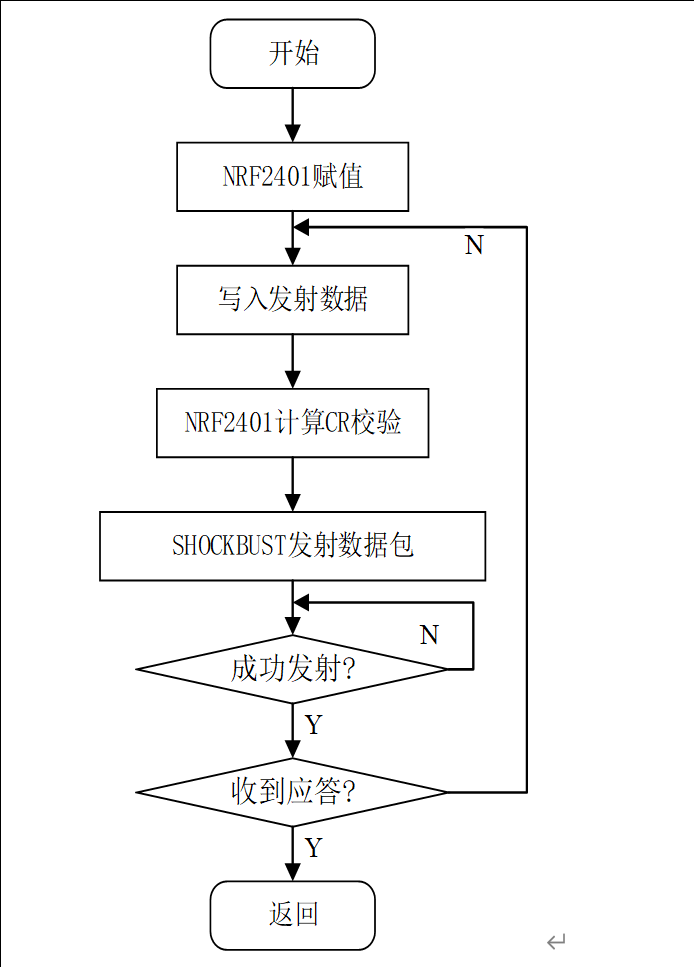 开始
NRF2401赋值
N
写入发射数据
NRF2401计算CR校验
SHOCKBUST发射数据包
N
成功发射?
Y
收到应答?
Y
返回